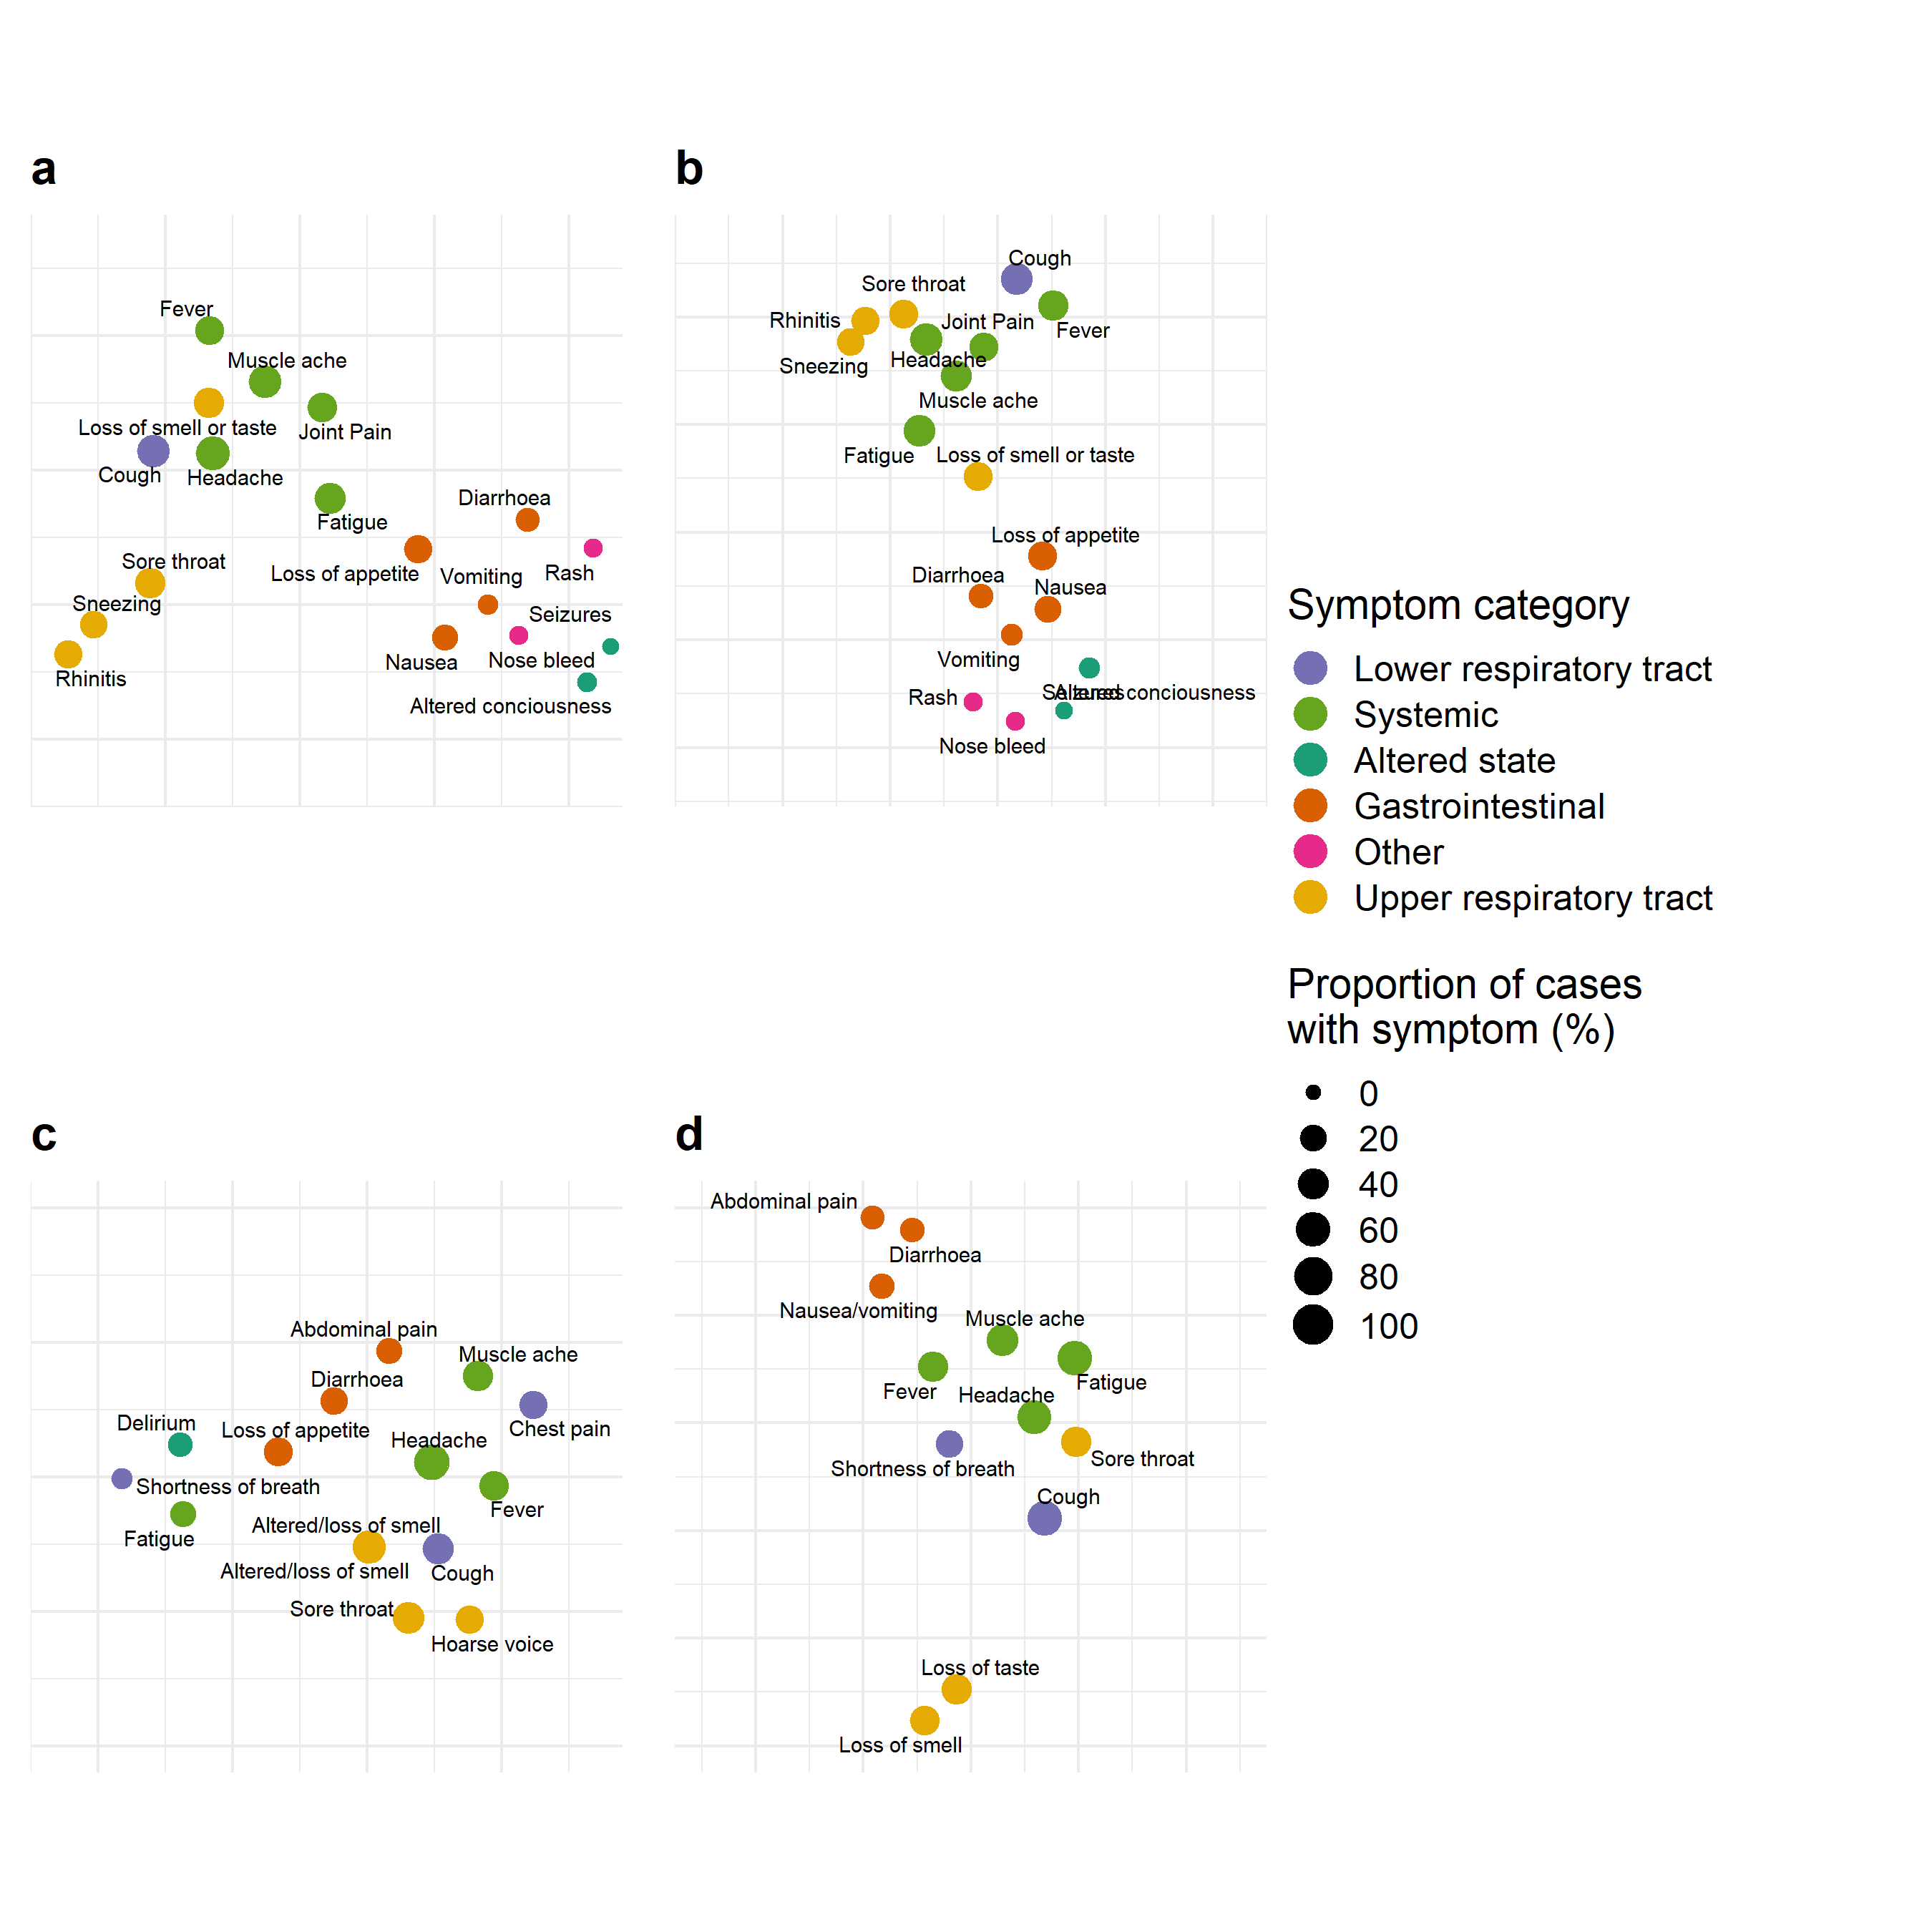 a
Fever
Muscle ache
Loss of smell or taste
Joint Pain
Cough
Headache
Diarrhoea
Fatigue
Sore throat
Loss of appetite
Vomiting
Rash
Sneezing
Seizures
Nausea
Nose bleed
Rhinitis
Altered conciousness
b
Cough
Sore throat
Rhinitis
Joint Pain
Fever
Headache
Sneezing
Muscle ache
Fatigue
Loss of smell or taste
Loss of appetite
Diarrhoea
Nausea
Vomiting
Seizures
Altered conciousness
Rash
Nose bleed
c
Abdominal pain
Muscle ache
Diarrhoea
Delirium
Loss of appetite
Chest pain
Headache
Shortness of breath
Fever
Altered/loss of smell
Fatigue
Altered/loss of smell
Cough
Sore throat
Hoarse voice
d
Abdominal pain
Diarrhoea
Nausea/vomiting
Muscle ache
Fever
Headache
Fatigue
Sore throat
Shortness of breath
Cough
Loss of taste
Loss of smell
Symptom category
Lower respiratory tract
Systemic
Altered state
Gastrointestinal
Other
Upper respiratory tract
Proportion of cases
with symptom (%)
0
20
40
60
80
100